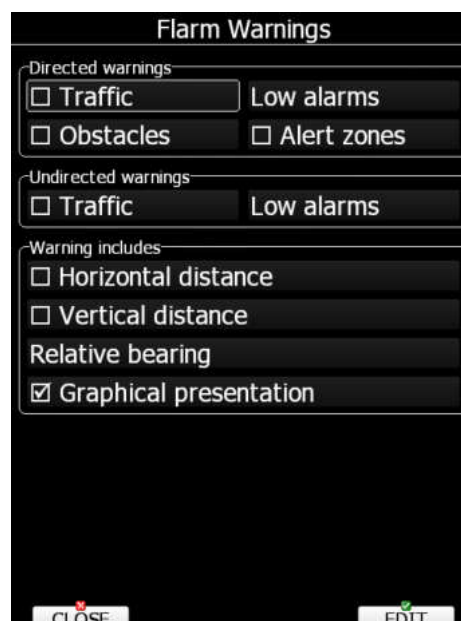 Flarm Warnings
Directed warnings
Traffic Low alarms
Obstacles Alert zones
Undirected warnings
Traffic Low alarms
Warning includes
Horizontal distance
Vertical distance
Relative bearing
Graphical presentation
CLOSE EDIT